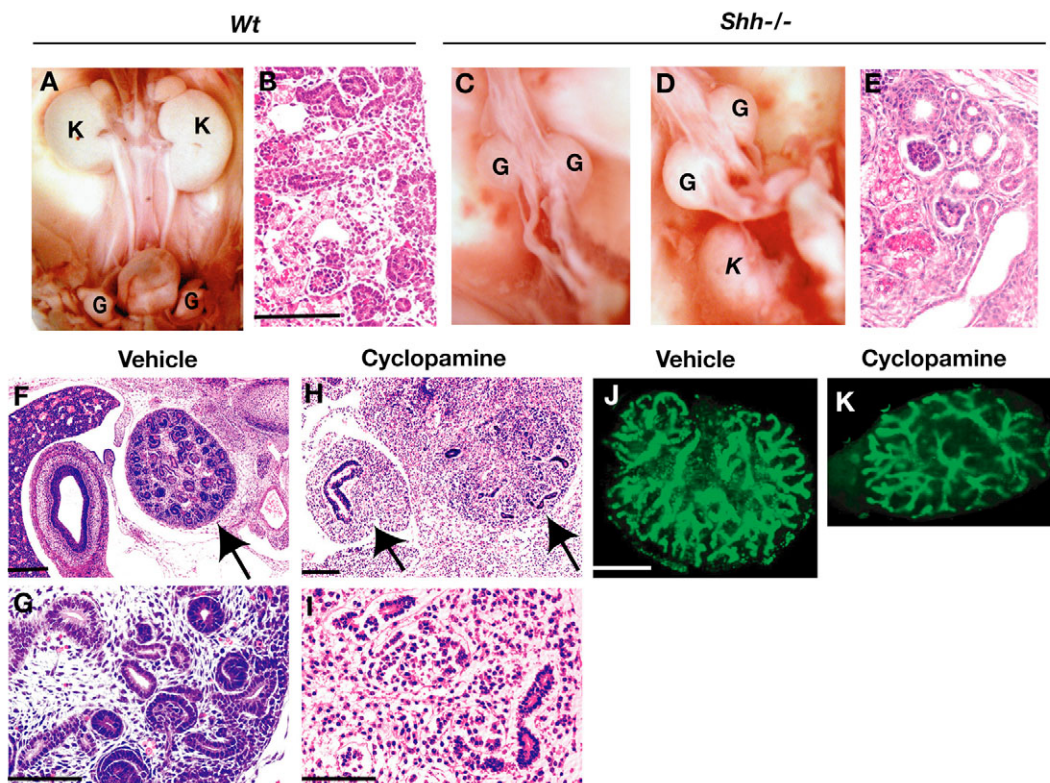 Wt Shh-/-
A B C D E
K K G G G G G G K
Vehicle Cyclopamine Vehicle Cyclopamine
F H J K
G I